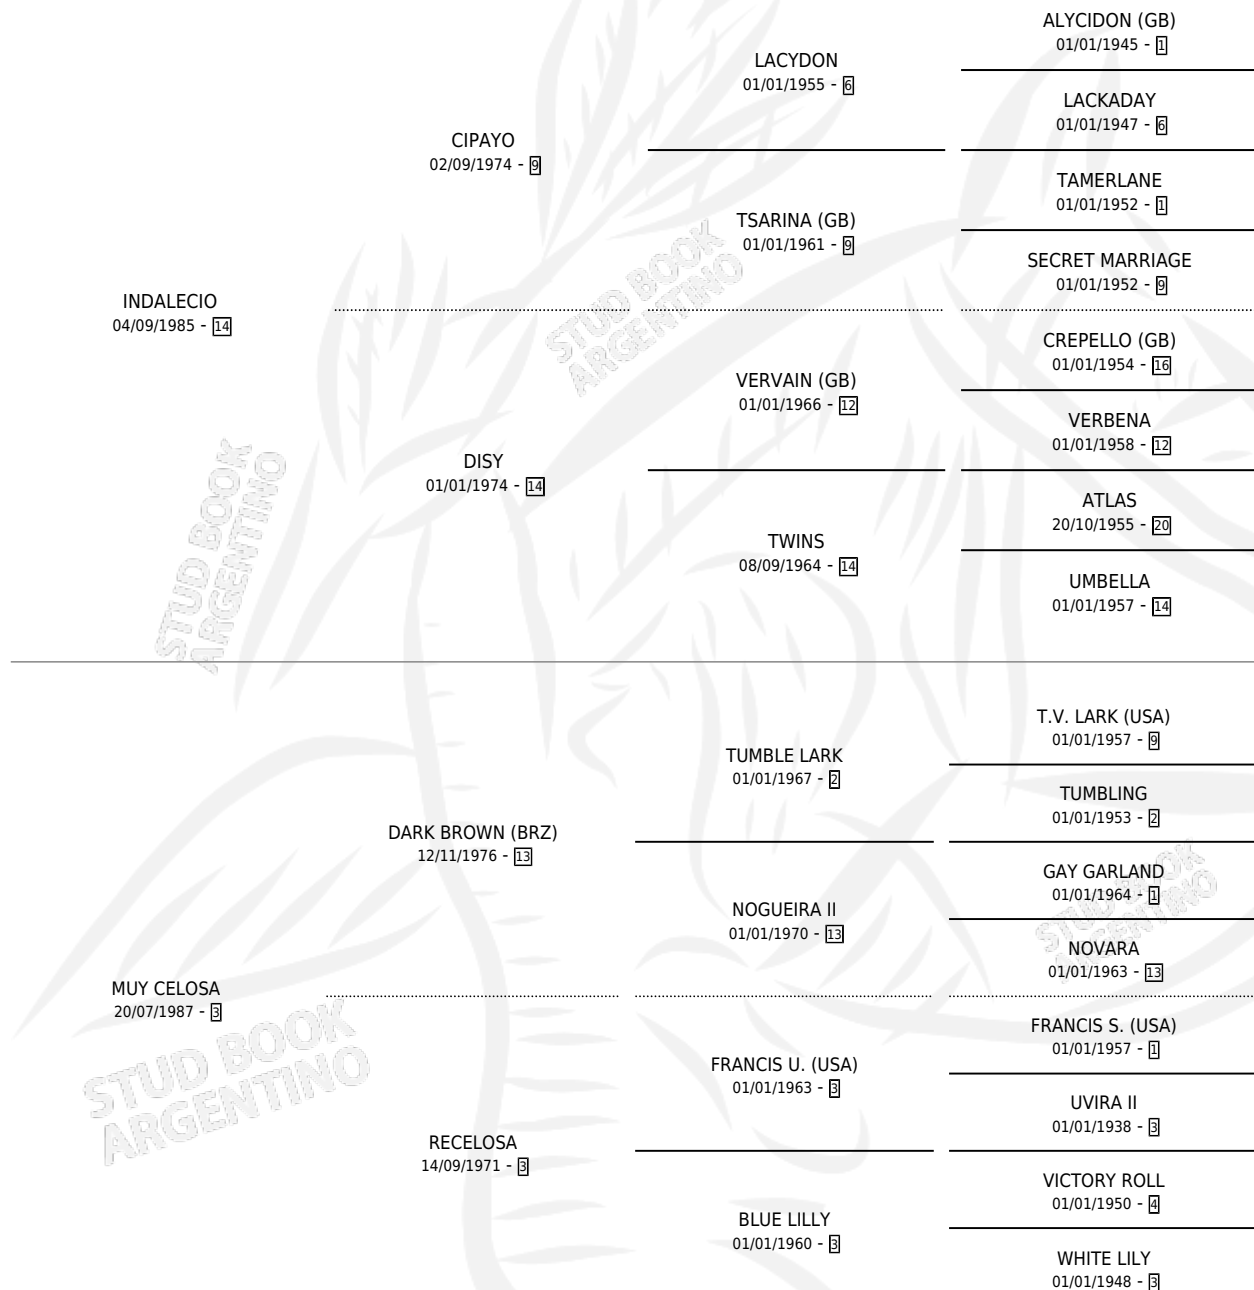 ALYCIDON (GB)
01/01/1945 - 1
LACYDON
01/01/1955 - 6
LACKADAY
01/01/1947 - 6
CIPAYO
02/09/1974 - 9
TAMERLANE
01/01/1952 - 1
TSARINA (GB)
01/01/1961 - 9
SECRET MARRIAGE
01/01/1952 - 9
INDALECIO
04/09/1985 - 14
CREPELLO (GB)
01/01/1954 - 16
VERVAIN (GB)
01/01/1966 - 12
VERBENA
01/01/1958 - 12
DISY
01/01/1974 - 14
ATLAS
20/10/1955 - 20
TWINS
08/09/1964 - 14
UMBELLA
01/01/1957 - 14
T.V. LARK (USA)
01/01/1957 - 9
TUMBLE LARK
01/01/1967 - 2
TUMBLING
01/01/1953 - 2
DARK BROWN (BRZ)
12/11/1976 - 13
GAY GARLAND
01/01/1964 - 1
NOGUEIRA II
01/01/1970 - 13
NOVARA
01/01/1963 - 13
MUY CELOSA
20/07/1987 - 3
FRANCIS S. (USA)
01/01/1957 - 1
FRANCIS U. (USA)
01/01/1963 - 3
UVIRA II
01/01/1938 - 3
RECELOSA
14/09/1971 - 3
VICTORY ROLL
01/01/1950 - 4
BLUE LILLY
01/01/1960 - 3
WHITE LILY
01/01/1948 - 3
STUD BOOK
ARGENTINO
STUD BOOK
ARGENTINO
STUD BOOK
ARGENTINO
STUD BOOK
ARGENTINO